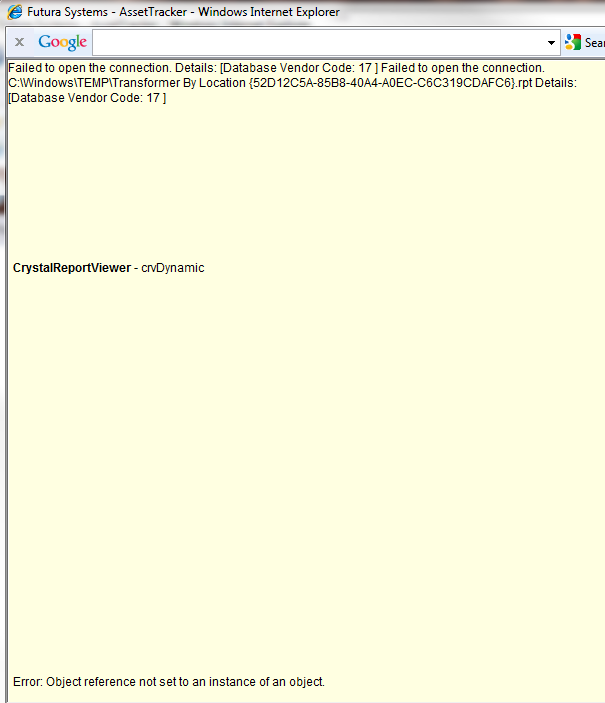 Futura Systems - AssetTracker - Windows Internet Explorer
x Google Sear
Failed to open the connection. Details: [Database Vendor Code: 17 ] Failed to open the connection.
C:\Windows\TEMP\Transformer By Location {52D12C5A-85B8-40A4-A0EC-C6C319CDAFC6}.rpt Details:
[Database Vendor Code: 17 ]
CrystalReportViewer - crvDynamic
Error: Object reference not set to an instance of an object.